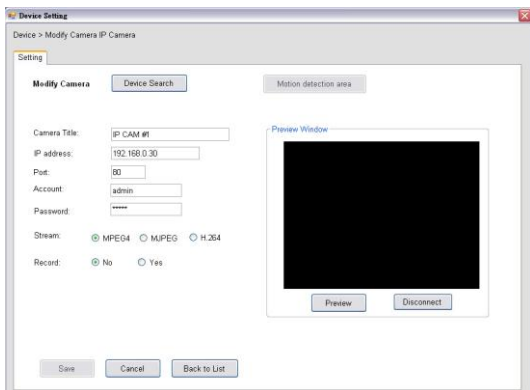 Device Setting
Device > Modify Camera IP Camera
Setting
Modify Camera
Device Search
Motion detection area
Camera Title:
IP CAM #1
Preview Window
IP address:
192.168.0.30
Port:
80
Account:
admin
Password:
*****
Stream:
MPEG4
MJPEG
H.264
Record:
No
Yes
Preview
Disconnect
Save
Cancel
Back to List